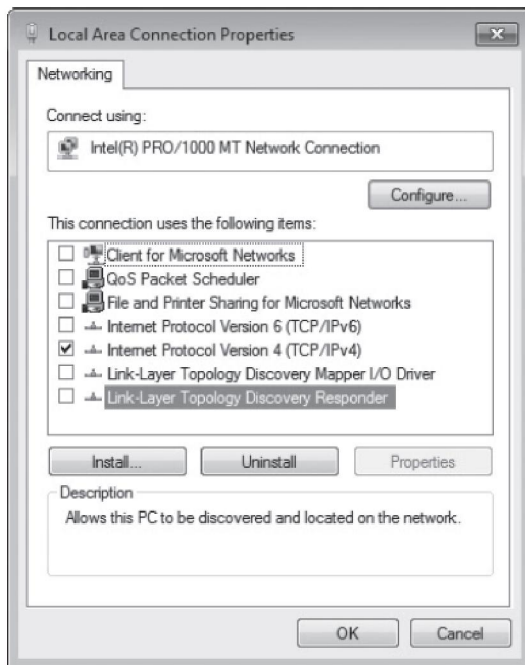 Local Area Connection Properties
Networking
Connect using:
Intel(R) PRO/1000 MT Network Connection
Configure...
This connection uses the following items:
Client for Microsoft Networks
QoS Packet Scheduler
File and Printer Sharing for Microsoft Networks
Internet Protocol Version 6 (TCP/IPv6)
Internet Protocol Version 4 (TCP/IPv4)
Link-Layer Topology Discovery Mapper I/O Driver
Link-Layer Topology Discovery Responder
Install... Uninstall Properties
Description
Allows this PC to be discovered and located on the network.
OK Cancel